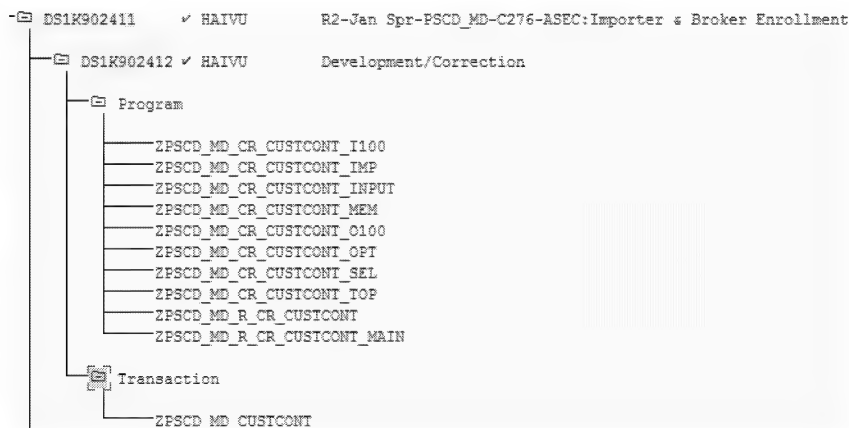 DS1K902411 ✔ HAIVU R2-Jan Spr-PSCD_MD-C276-ASEC:Importer & Broker Enrollment
DS1K902412 ✔ HAIVU Development/Correction
Program
ZPSCD_MD_CR_CUSTCONT_I100
ZPSCD_MD_CR_CUSTCONT_IMP
ZPSCD_MD_CR_CUSTCONT_INPUT
ZPSCD_MD_CR_CUSTCONT_MEM
ZPSCD_MD_CR_CUSTCONT_O100
ZPSCD_MD_CR_CUSTCONT_OPT
ZPSCD_MD_CR_CUSTCONT_SEL
ZPSCD_MD_CR_CUSTCONT_TOP
ZPSCD_MD_R_CR_CUSTCONT
ZPSCD_MD_R_CR_CUSTCONT_MAIN
Transaction
ZPSCD_MD_CUSTCONT